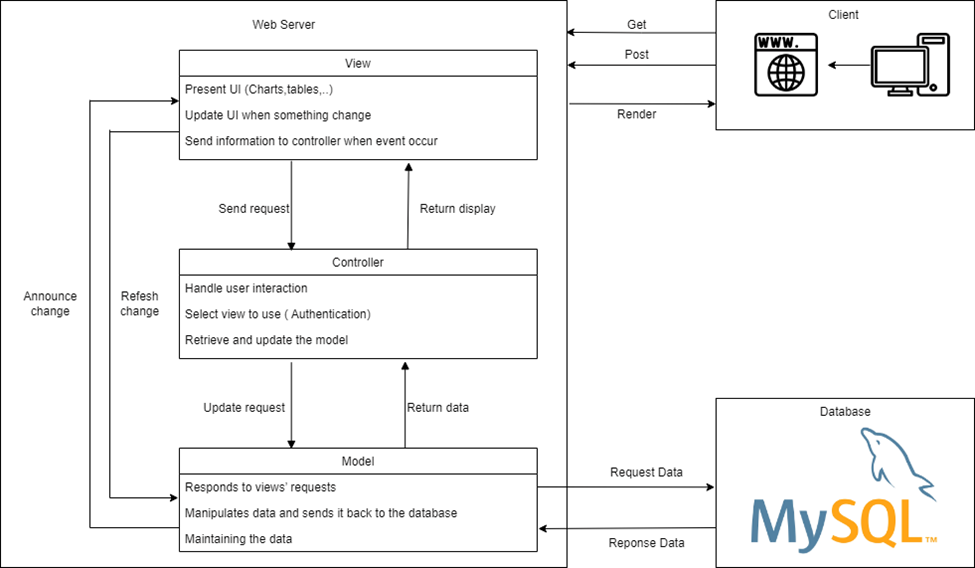 Web Server
View
Present UI (Charts,tables,..)
Update UI when something change
Send information to controller when event occur
Send request
Return display
Controller
Handle user interaction
Select view to use ( Authentication)
Retrieve and update the model
Announce
change
Refesh
change
Update request
Return data
Model
Responds to views' requests
Manipulates data and sends it back to the database
Maintaining the data
Get
Post
Render
Client
WWW.
Request Data
Reponse Data
Database
MySQL™